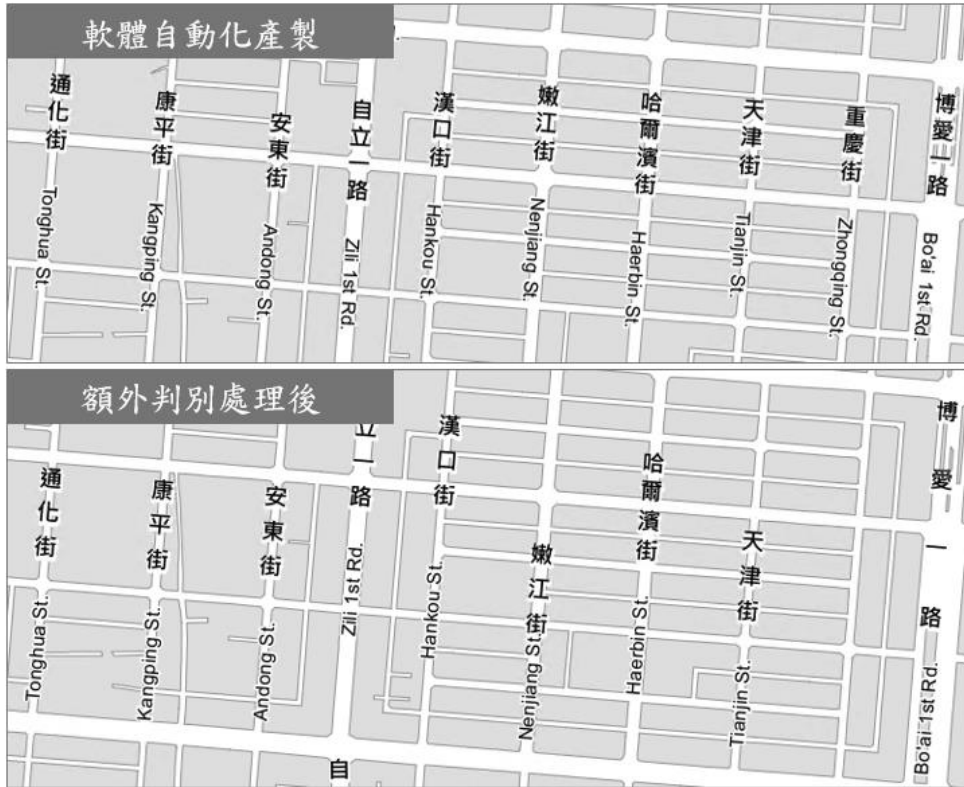 軟體自動化產製
通化街
康平街
安東街
自立一路
漢口街
嫩江街
哈爾濱街
天津街
重慶街
博愛一路
Tonghua St.
Kangping St.
Andong St.
Zili 1st Rd.
Hankou St.
Nenjiang St.
Haerbin St.
Tianjin St.
Zhongqing St.
Bo'ai 1st Rd.
額外判別處理後
通化街
康平街
安東街
立一路
漢口街
嫩江街
哈爾濱街
天津街
博愛一路
Tonghua St.
Kangping St.
Andong St.
Zili 1st Rd.
Hankou St.
Nenjiang St.
Haerbin St.
Tianjin St.
Bo'ai 1st Rd.
自